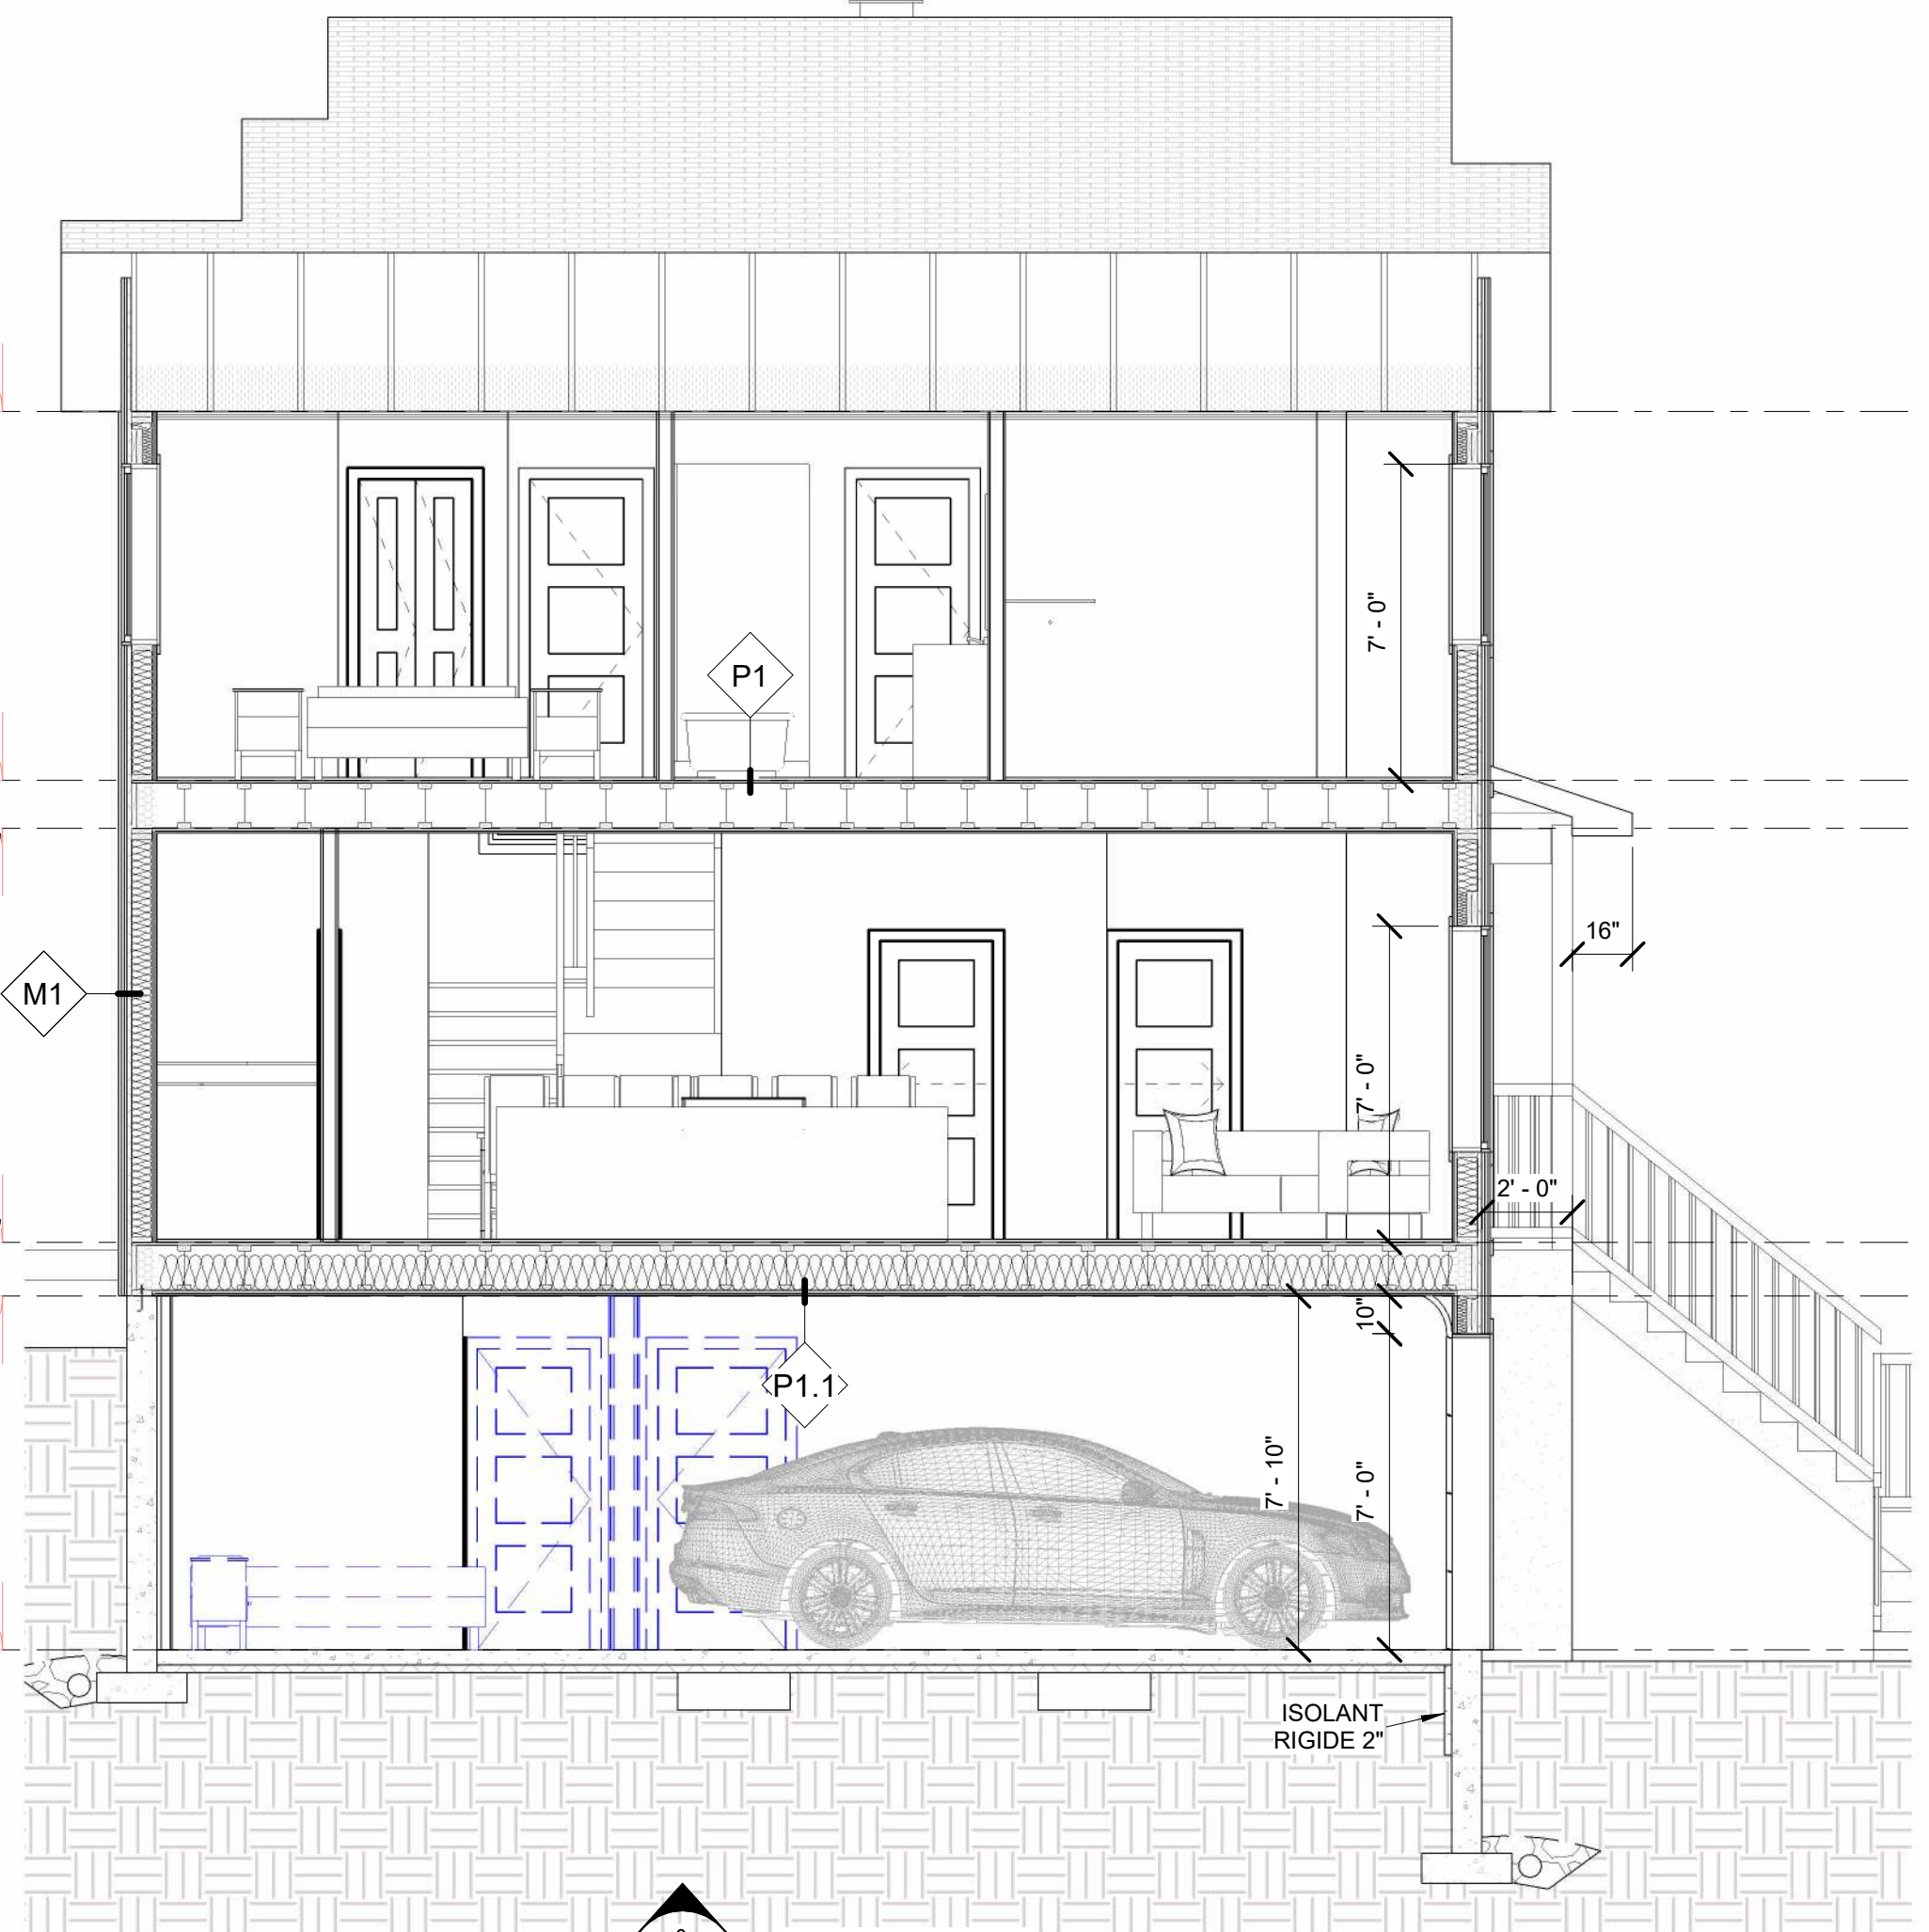 7' - 0"
P1
16"
M1
7' - 0"
2' - 0"
10"
P1.1
7' - 10"
7' - 0"
ISOLANT
RIGIDE 2"